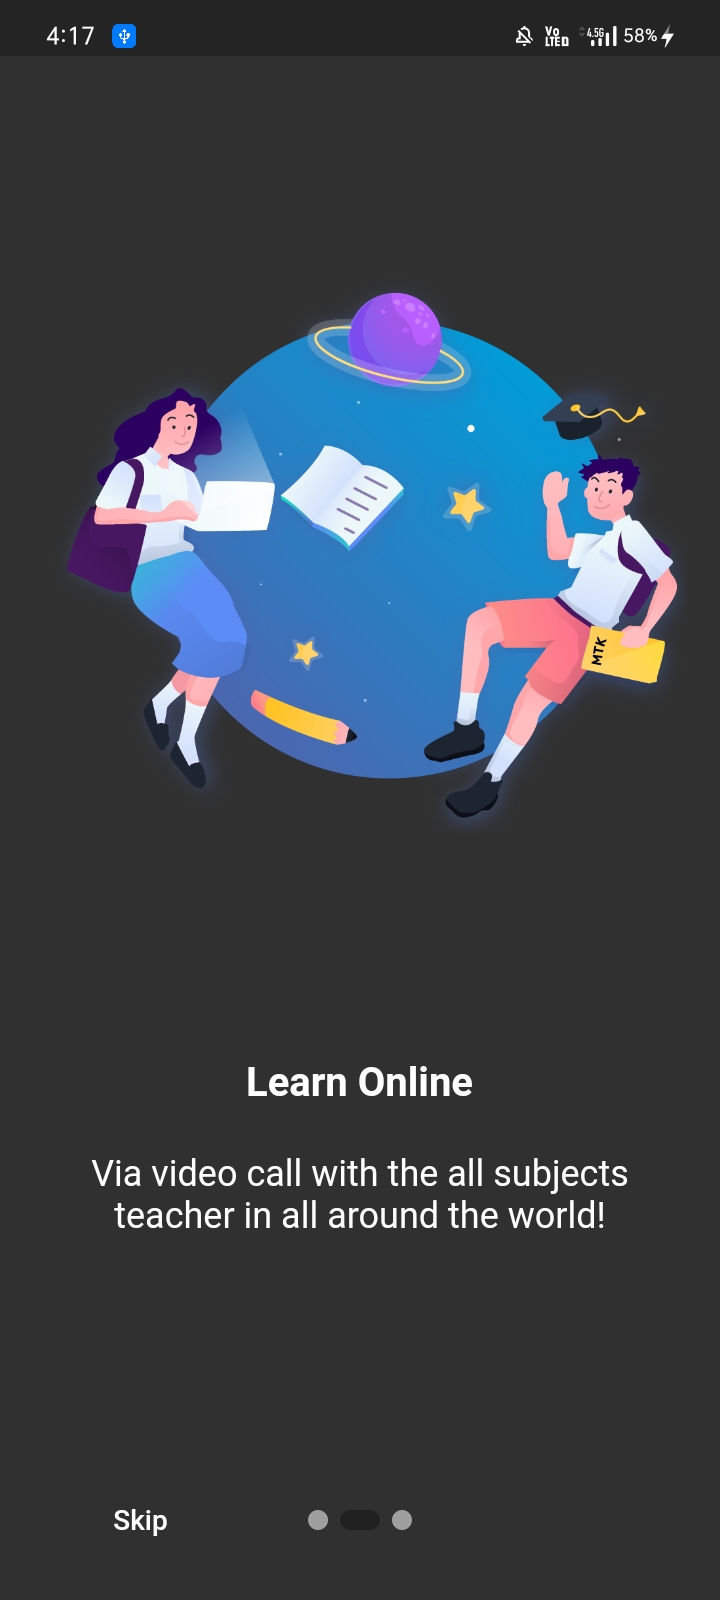 4:17
Vo LTED 4.5G 58%
MTK
Learn Online
Via video call with the all subjects
teacher in all around the world!
Skip